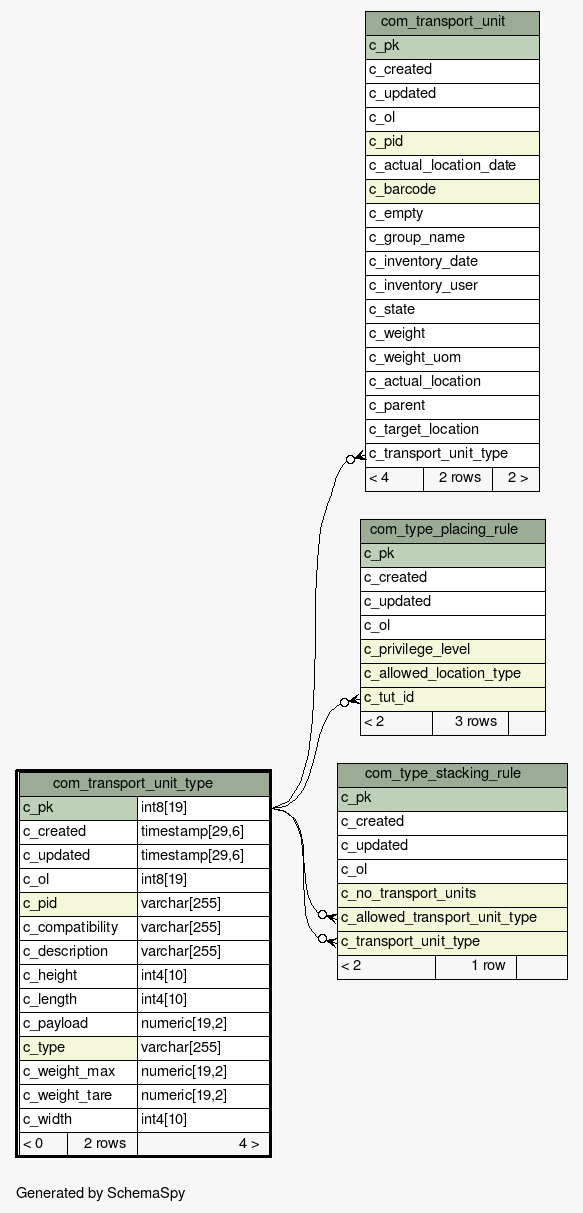 com_transport_unit
c_pk
c_created
c_updated
c_ol
c_pid
c_actual_location_date
c_barcode
c_empty
c_group_name
c_inventory_date
c_inventory_user
c_state
c_weight
c_weight_uom
c_actual_location
c_parent
c_target_location
c_transport_unit_type
< 4 2 rows 2 >
com_type_placing_rule
c_pk
c_created
c_updated
c_ol
c_privilege_level
c_allowed_location_type
c_tut_id
< 2 3 rows
com_type_stacking_rule
c_pk
c_created
c_updated
c_ol
c_no_transport_units
c_allowed_transport_unit_type
c_transport_unit_type
< 2 1 row
com_transport_unit_type
c_pk int8[19]
c_created timestamp[29,6]
c_updated timestamp[29,6]
c_ol int8[19]
c_pid varchar[255]
c_compatibility varchar[255]
c_description varchar[255]
c_height int4[10]
c_length int4[10]
c_payload numeric[19,2]
c_type varchar[255]
c_weight_max numeric[19,2]
c_weight_tare numeric[19,2]
c_width int4[10]
< 0 2 rows 4 >
Generated by SchemaSpy